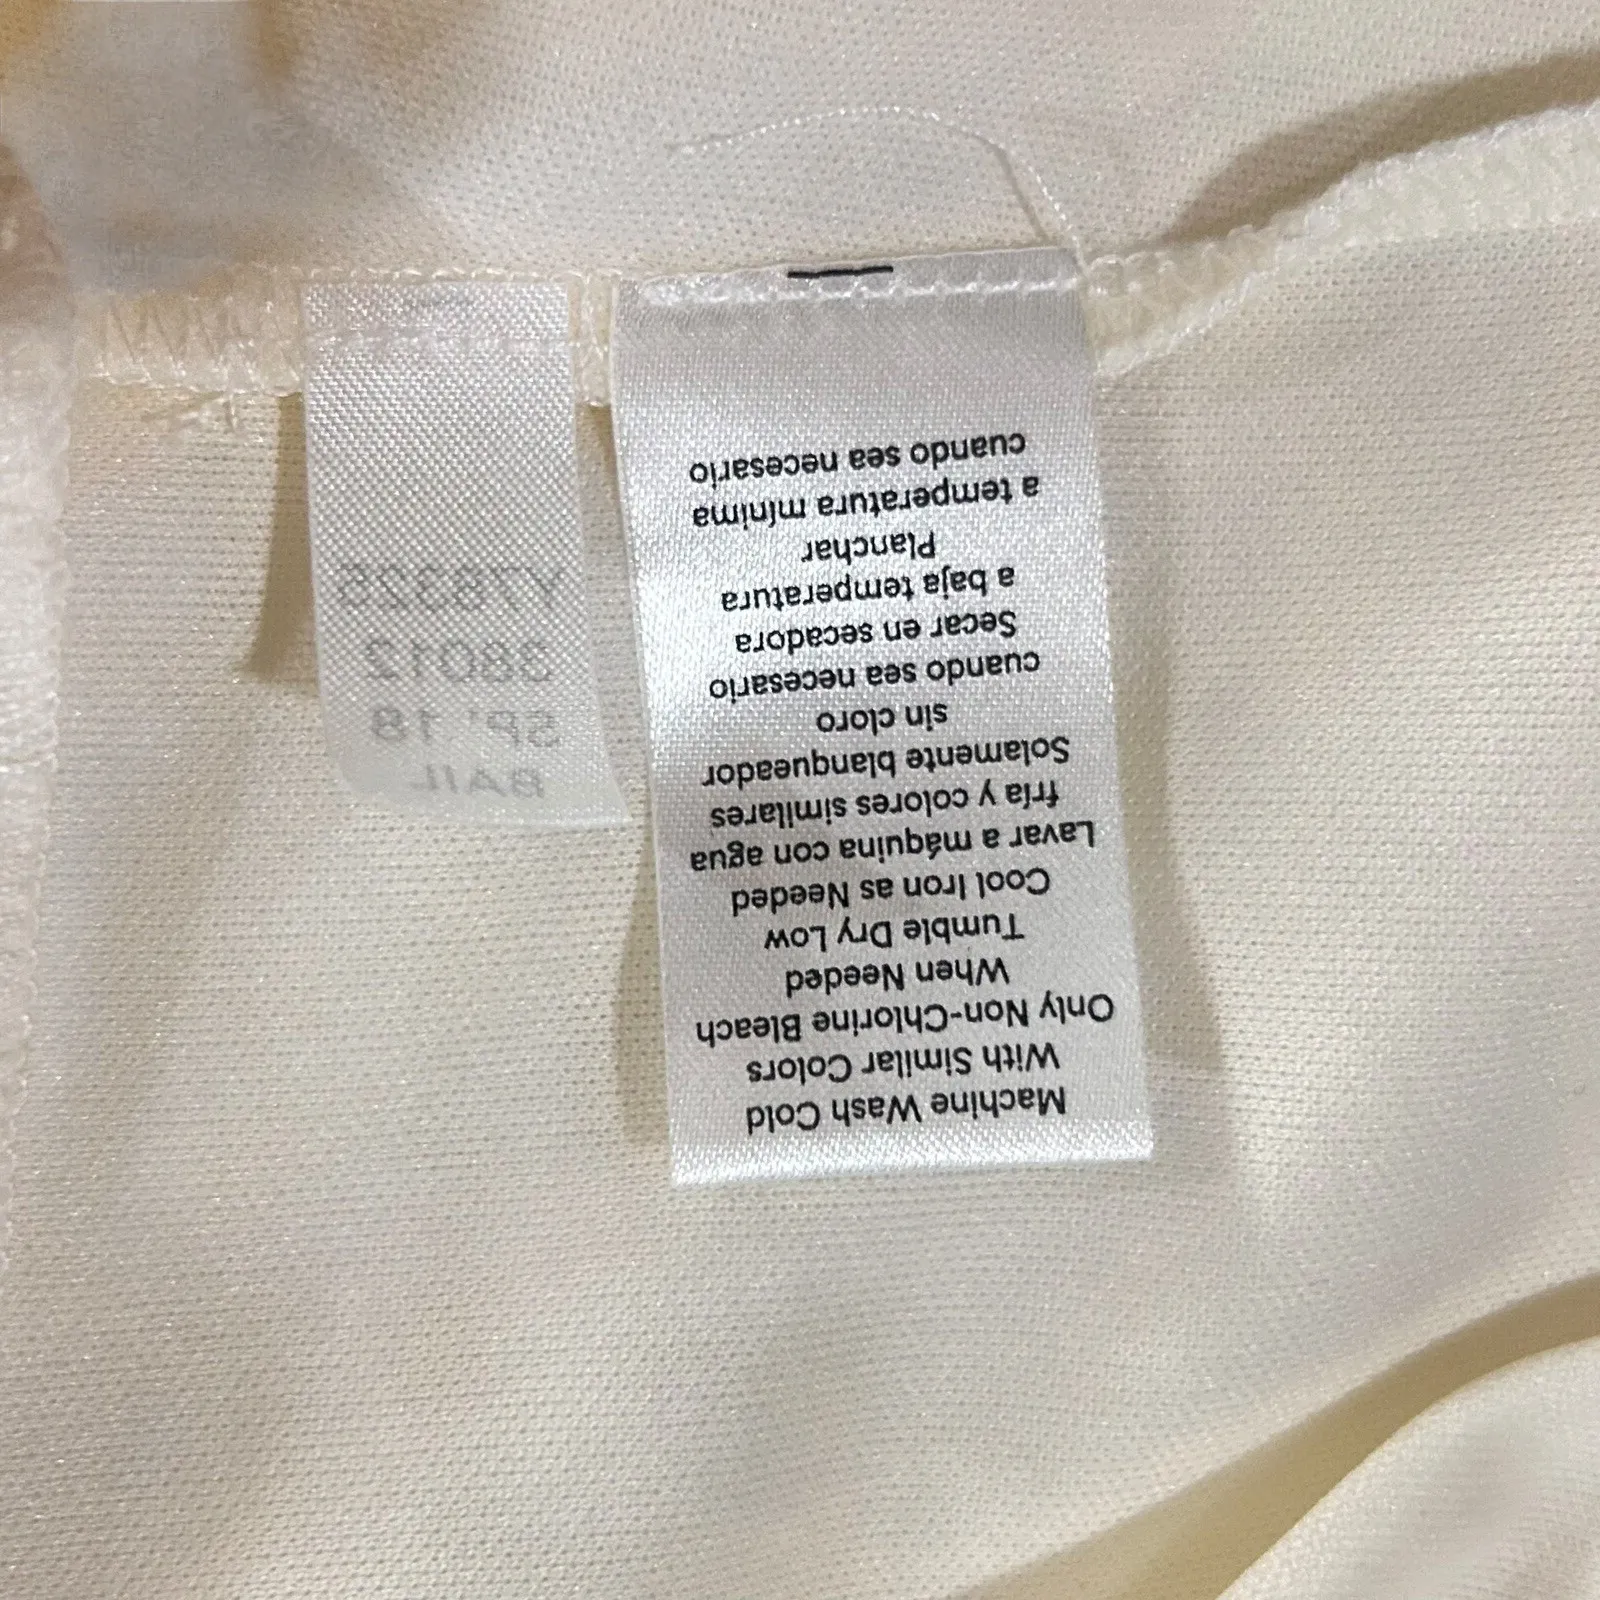 Machine Wash Cold
With Similar Colors
Only Non-Chlorine Bleach
When Needed
Tumble Dry Low
Cool Iron as Needed
Lavar a máquina con agua
fría y colores similares
Solamente blanqueador
sin cloro
cuando sea necesario
Secar en secadora
a baja temperatura
Planchar
a temperatura mínima
cuando sea necesario
38012
SP' 18
BAIL